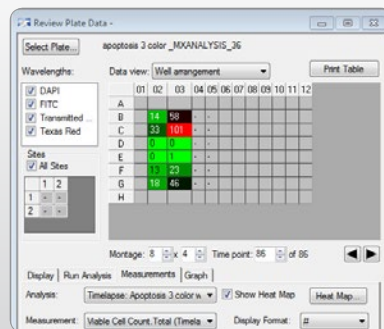 Review Plate Data -
Select Plate...
apoptosis 3 color _MXANALYSIS_36
Wavelengths:
Data view: Well arrangement
Print Table
DAPI
FITC
Transmitted ...
Texas Red
01 02 03 04 05 06 07 08 09 10 11 12
A
B 14 58 - -
C 33 101 - -
D 0 0 - -
E 0 1 - -
F 13 23 - -
G 18 46 - -
H
Sites
All Sites
1 2
1 - -
2 - -
Montage: 8 x 4 Time point: 86 of 86
Display Run Analysis Measurements Graph
Analysis: Timelapse: Apoptosis 3 color w Show Heat Map Heat Map...
Measurement: Viable Cell Count:Total (Timela Display Format: #